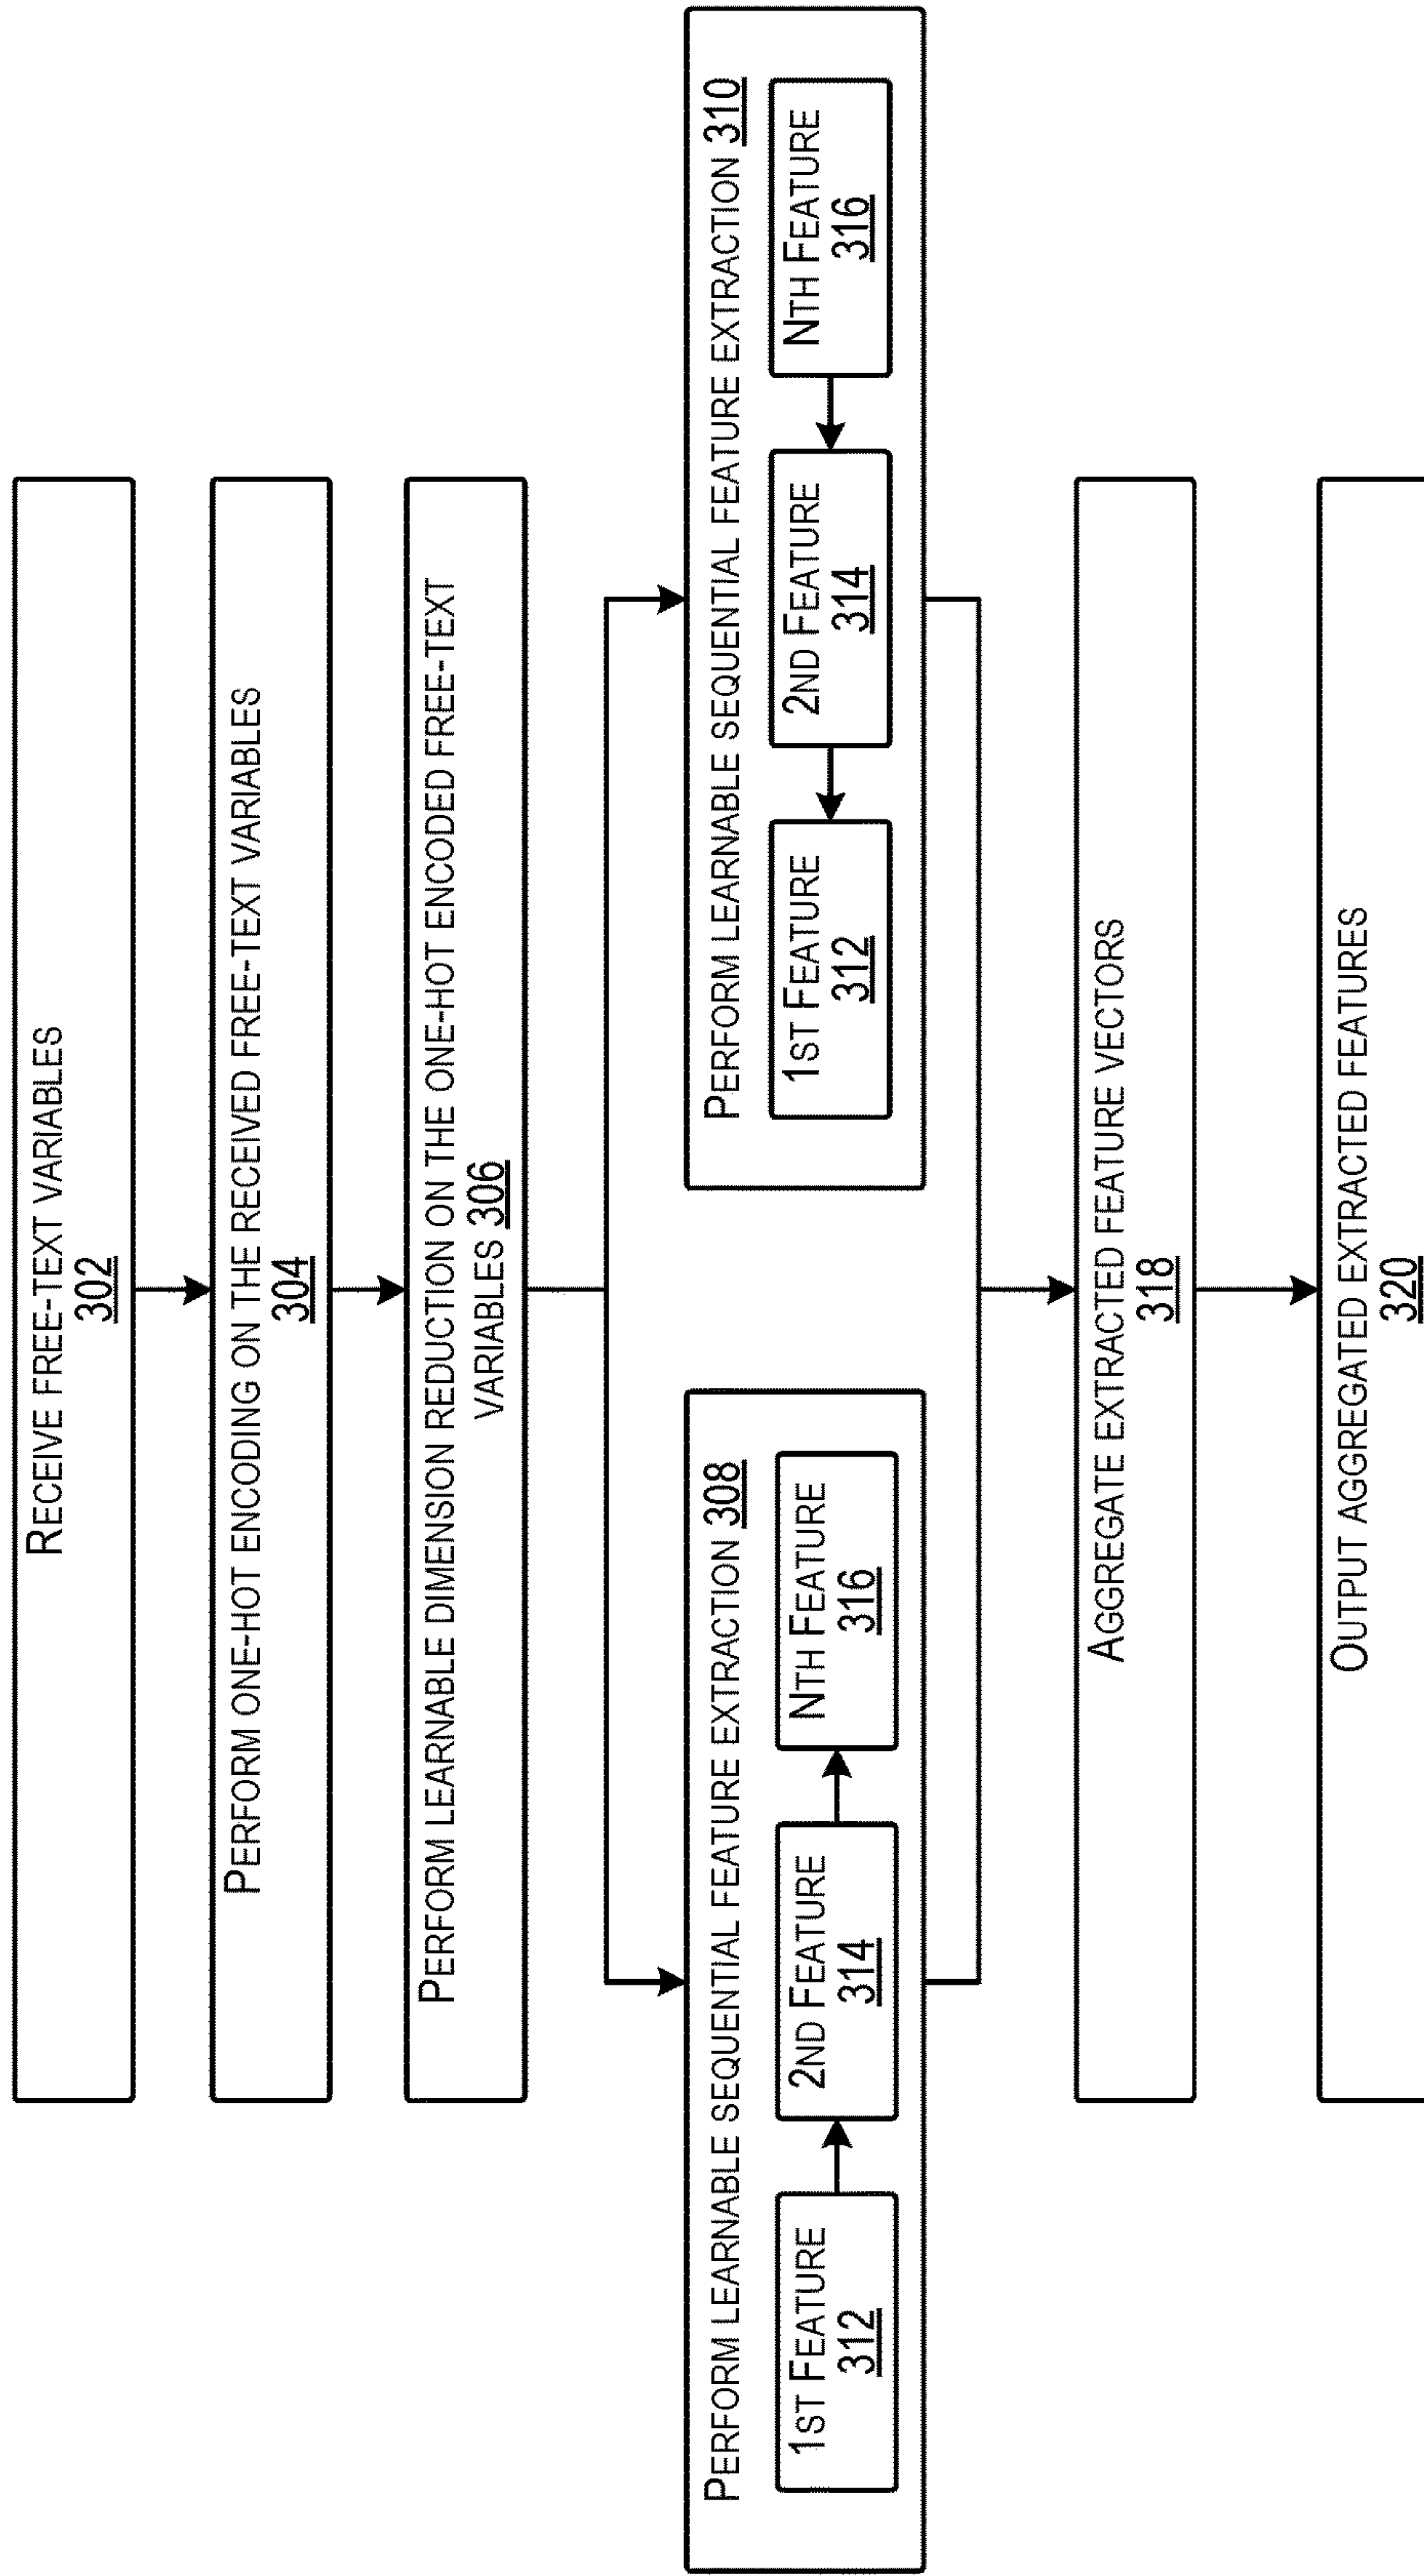 RECEIVE FREE-TEXT VARIABLES
302
PERFORM ONE-HOT ENCODING ON THE RECEIVED FREE-TEXT VARIABLES
304
PERFORM LEARNABLE DIMENSION REDUCTION ON THE ONE-HOT ENCODED FREE-TEXT
VARIABLES 306
PERFORM LEARNABLE SEQUENTIAL FEATURE EXTRACTION 308
1ST FEATURE
312
2ND FEATURE
314
NTH FEATURE
316
PERFORM LEARNABLE SEQUENTIAL FEATURE EXTRACTION 310
1ST FEATURE
312
2ND FEATURE
314
NTH FEATURE
316
AGGREGATE EXTRACTED FEATURE VECTORS
318
OUTPUT AGGREGATED EXTRACTED FEATURES
320